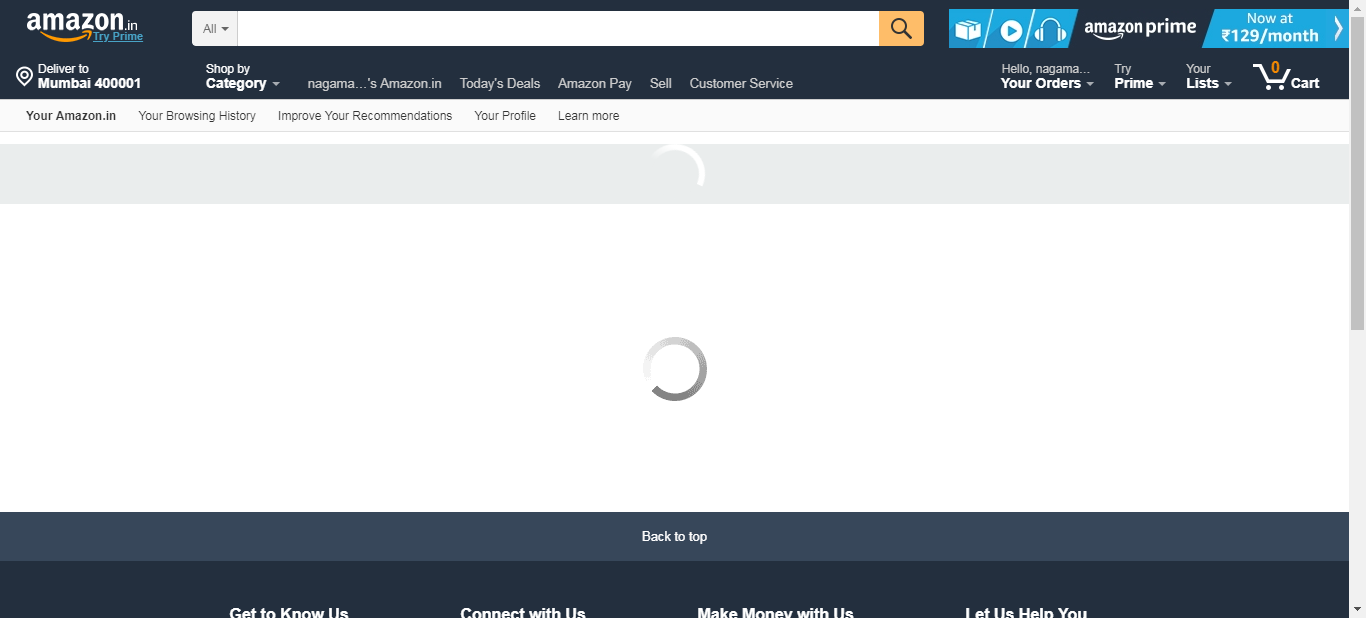 amazon.in
Try Prime
All
amazon prime
Now at
₹129/month
Deliver to
Mumbai 400001
Shop by
Category
nagama...'s Amazon.in
Today's Deals
Amazon Pay
Sell
Customer Service
Hello, nagama...
Your Orders
Try
Prime
Your
Lists
0
Cart
Your Amazon.in
Your Browsing History
Improve Your Recommendations
Your Profile
Learn more
Back to top
Get to Know Us
Connect with Us
Make Money with Us
Let Us Help You